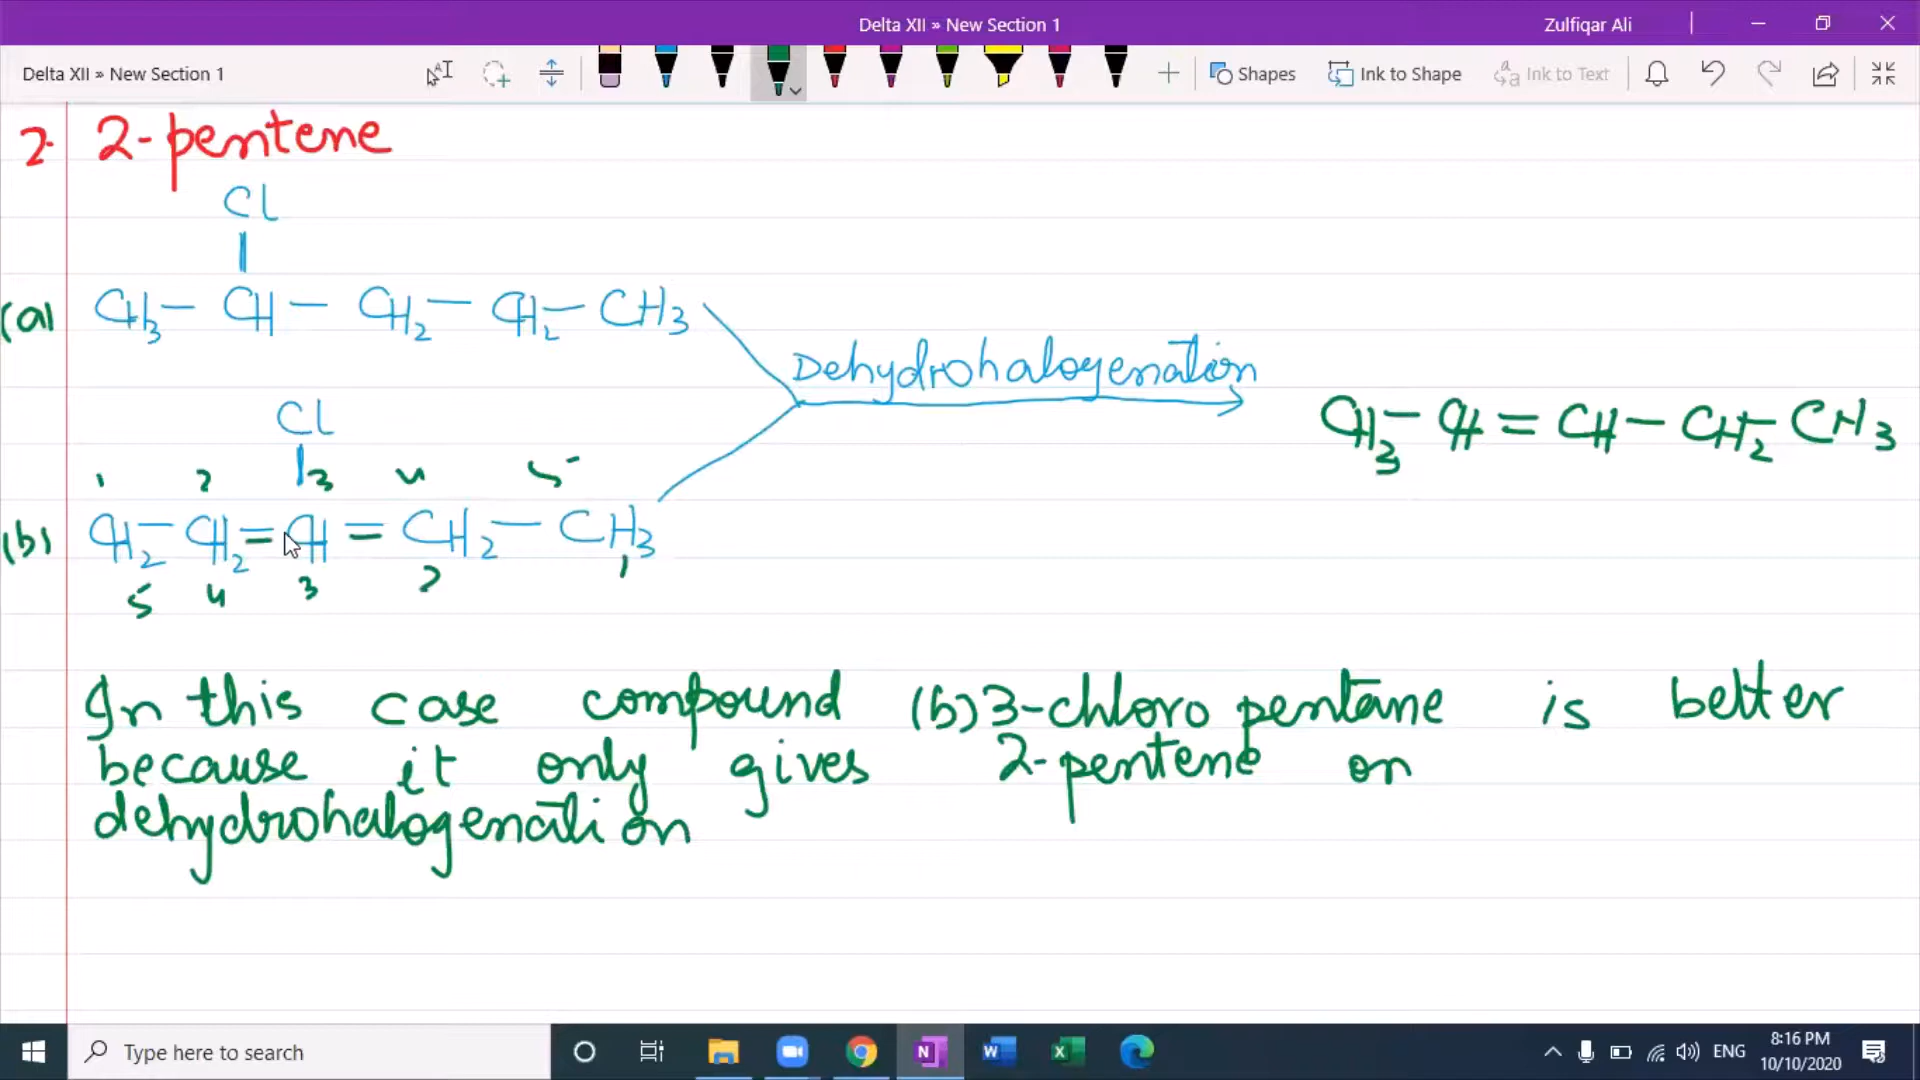 Delta XII » New Section 1
Zulfiqar Ali
Delta XII » New Section 1
Shapes
Ink to Shape
Ink to Text
2. 2-pentene
Cl
(a) CH3 — CH — CH2 — CH2 — CH3
Dehydrohalogenation
CH3 — CH = CH — CH2 — CH3
Cl
1 2 3 4 5
(b) CH2 — CH2 = CH = CH2 — CH3
5 4 3 2 1
In this case compound (b) 3-chloro pentane is better
because it only gives 2-pentene on
dehydrohalogenation
Type here to search
ENG
8:16 PM
10/10/2020